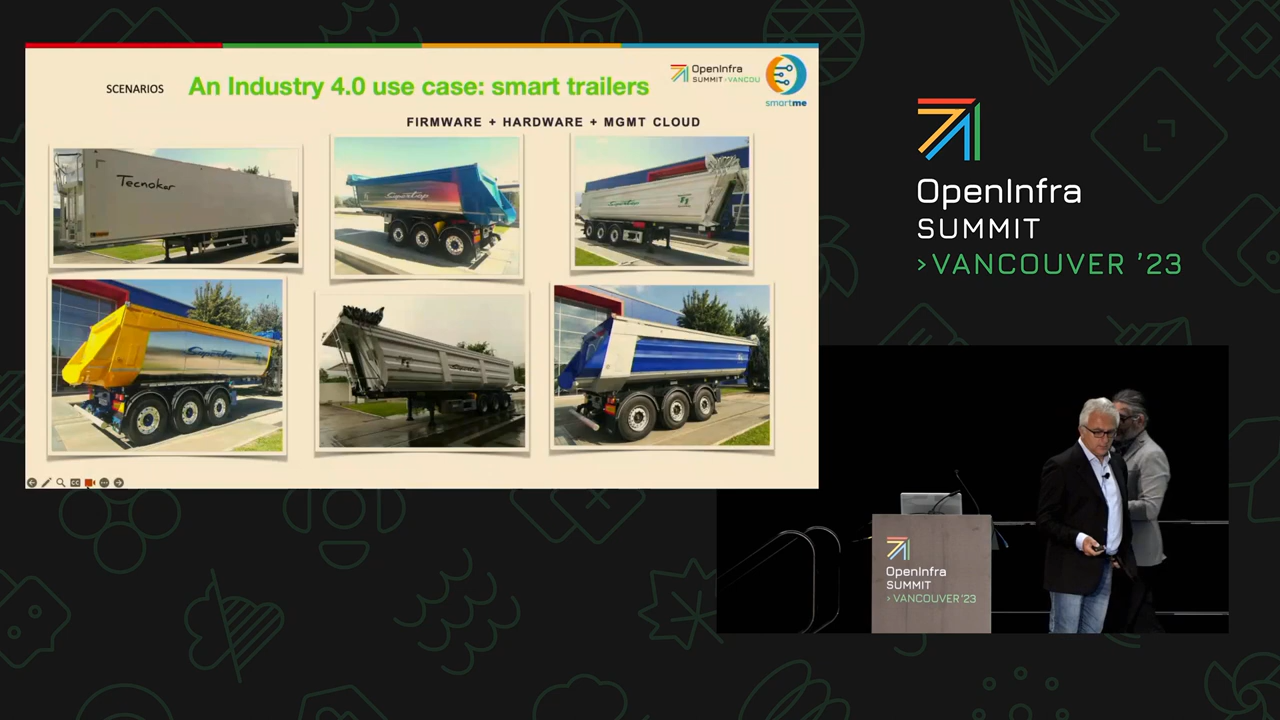 SCENARIOS
An Industry 4.0 use case: smart trailers
OpenInfra
SUMMIT >VANCOU
smartme
FIRMWARE + HARDWARE + MGMT CLOUD
Tecnokar
Supertop
OpenInfra
SUMMIT
>VANCOUVER '23
OpenInfra
SUMMIT
>VANCOUVER '23